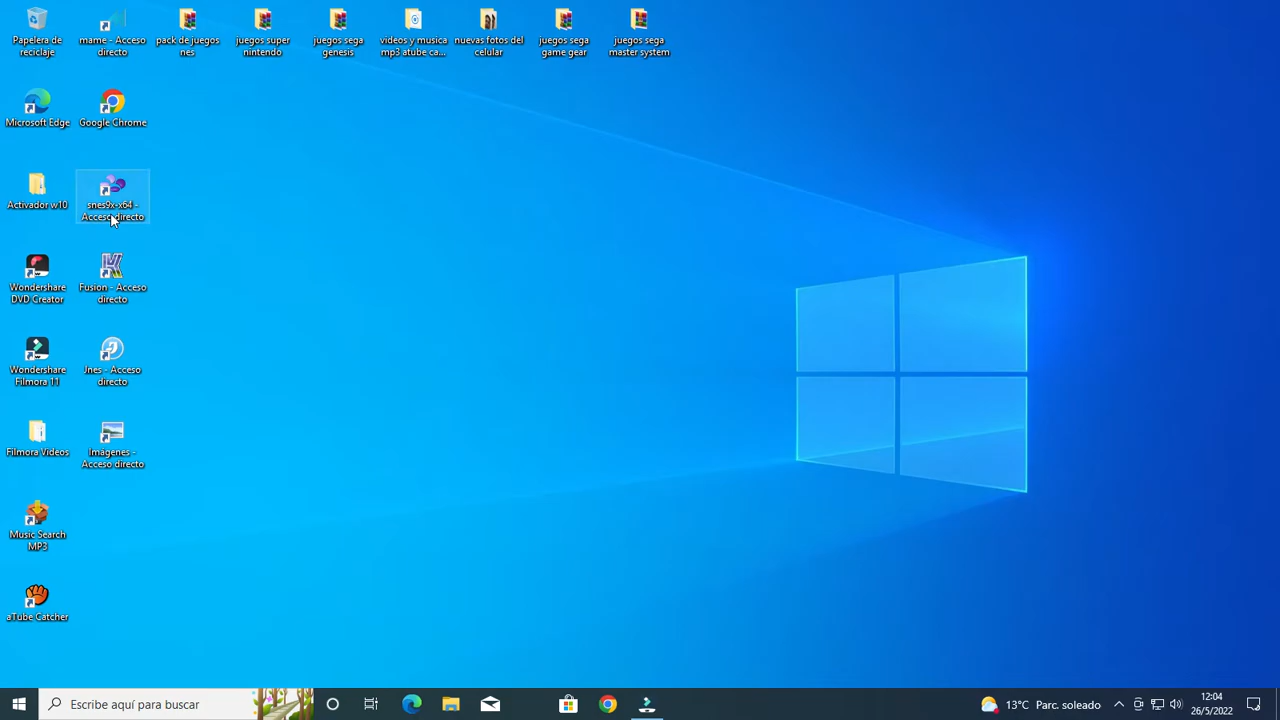 Papelera de
reciclaje
mame - Acceso
directo
pack de juegos
nes
juegos super
nintendo
juegos sega
genesis
videos y musica
mp3 atube ca...
nuevas fotos del
celular
juegos sega
game gear
juegos sega
master system
Microsoft Edge
Google Chrome
Activador w10
snes9x-x64 -
Acceso directo
Wondershare
DVD Creator
Fusion - Acceso
directo
Wondershare
Filmora 11
Jnes - Acceso
directo
Filmora Videos
Imágenes -
Acceso directo
Music Search
MP3
aTube Catcher
Escribe aquí para buscar
13°C Parc. soleado
12:04
26/5/2022